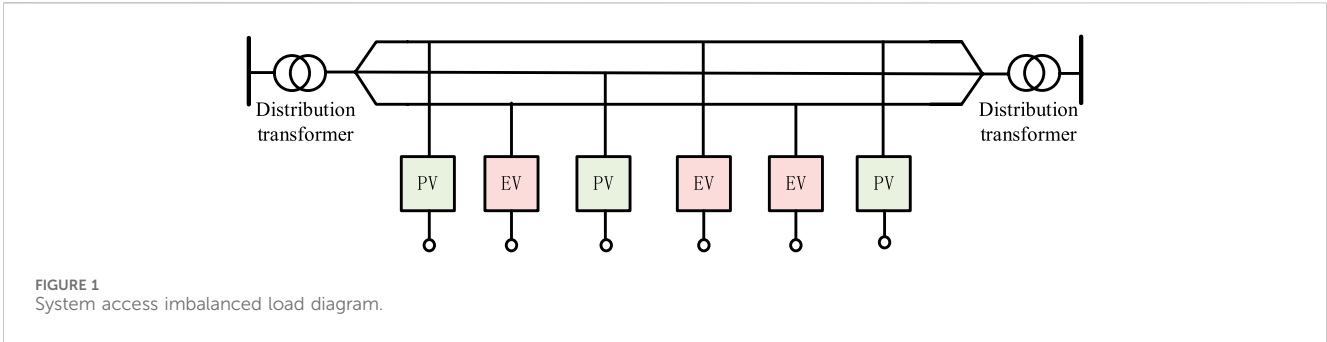 Distribution
transformer
Distribution
transformer
PV
EV
PV
EV
EV
PV
FIGURE 1
System access imbalanced load diagram.